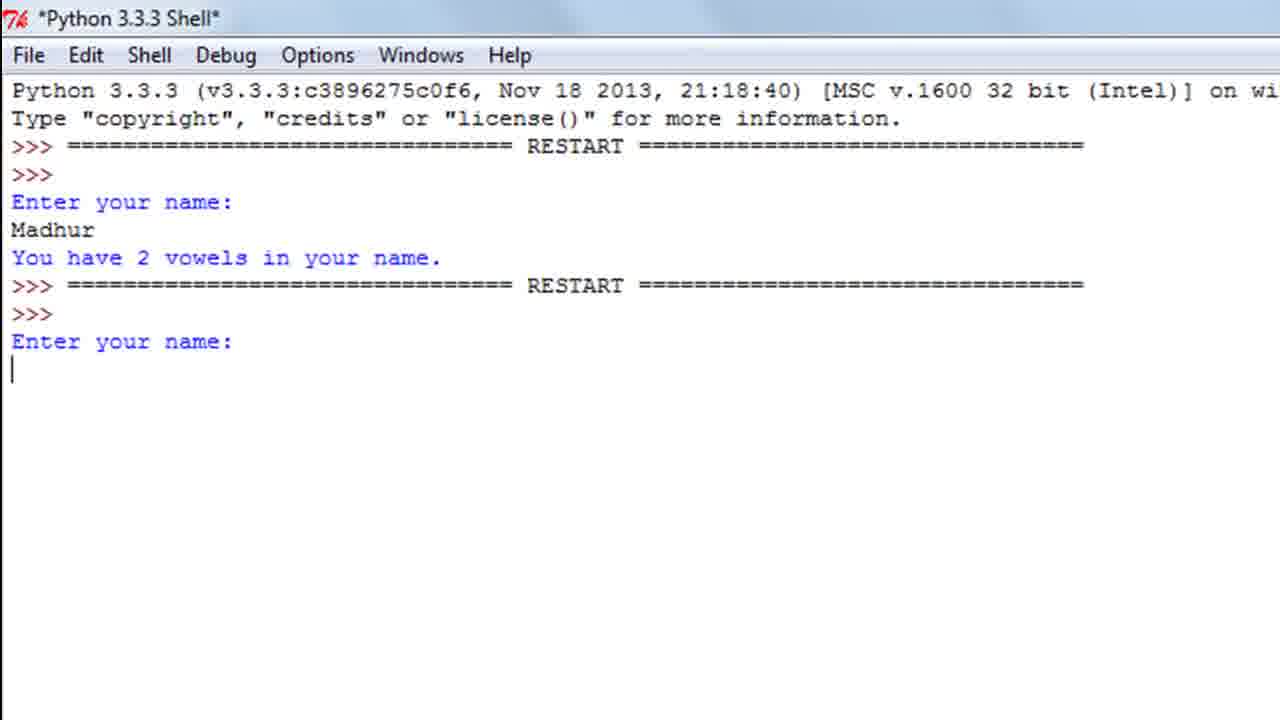 *Python 3.3.3 Shell*
File Edit Shell Debug Options Windows Help
Python 3.3.3 (v3.3.3:c3896275c0f6, Nov 18 2013, 21:18:40) [MSC v.1600 32 bit (Intel)] on wi
Type "copyright", "credits" or "license()" for more information.
>>> ================================ RESTART ================================
>>>
Enter your name:
Madhur
You have 2 vowels in your name.
>>> ================================ RESTART ================================
>>>
Enter your name: